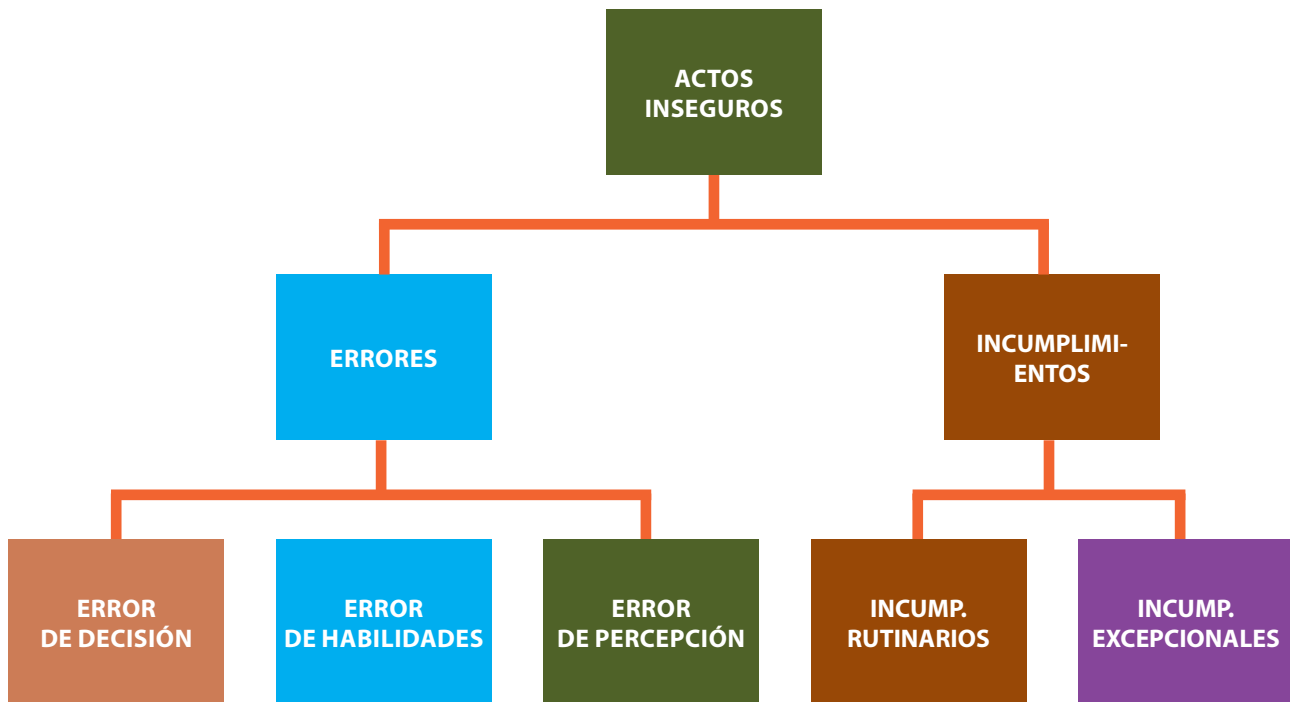 ACTOS
INSEGUROS
ERRORES
INCUMPLIMI-
ENTOS
ERROR
DE DECISIÓN
ERROR
DE HABILIDADES
ERROR
DE PERCEPCIÓN
INCUMP.
RUTINARIOS
INCUMP.
EXCEPCIONALES